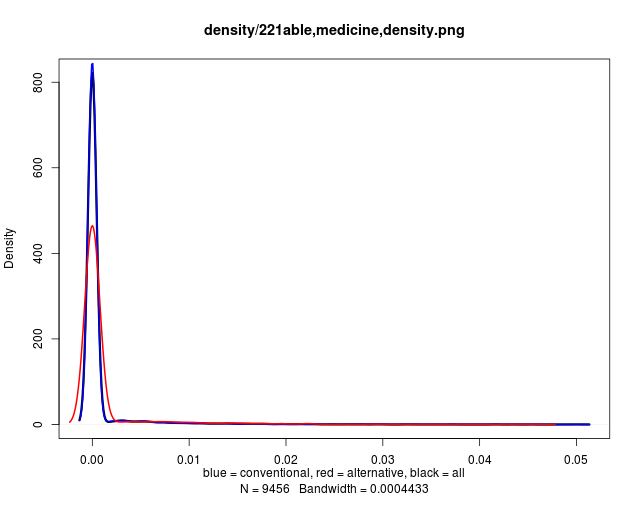 density/221able,medicine,density.png
Density
800
600
400
200
0
0.00 0.01 0.02 0.03 0.04 0.05
blue = conventional, red = alternative, black = all
N = 9456 Bandwidth = 0.0004433